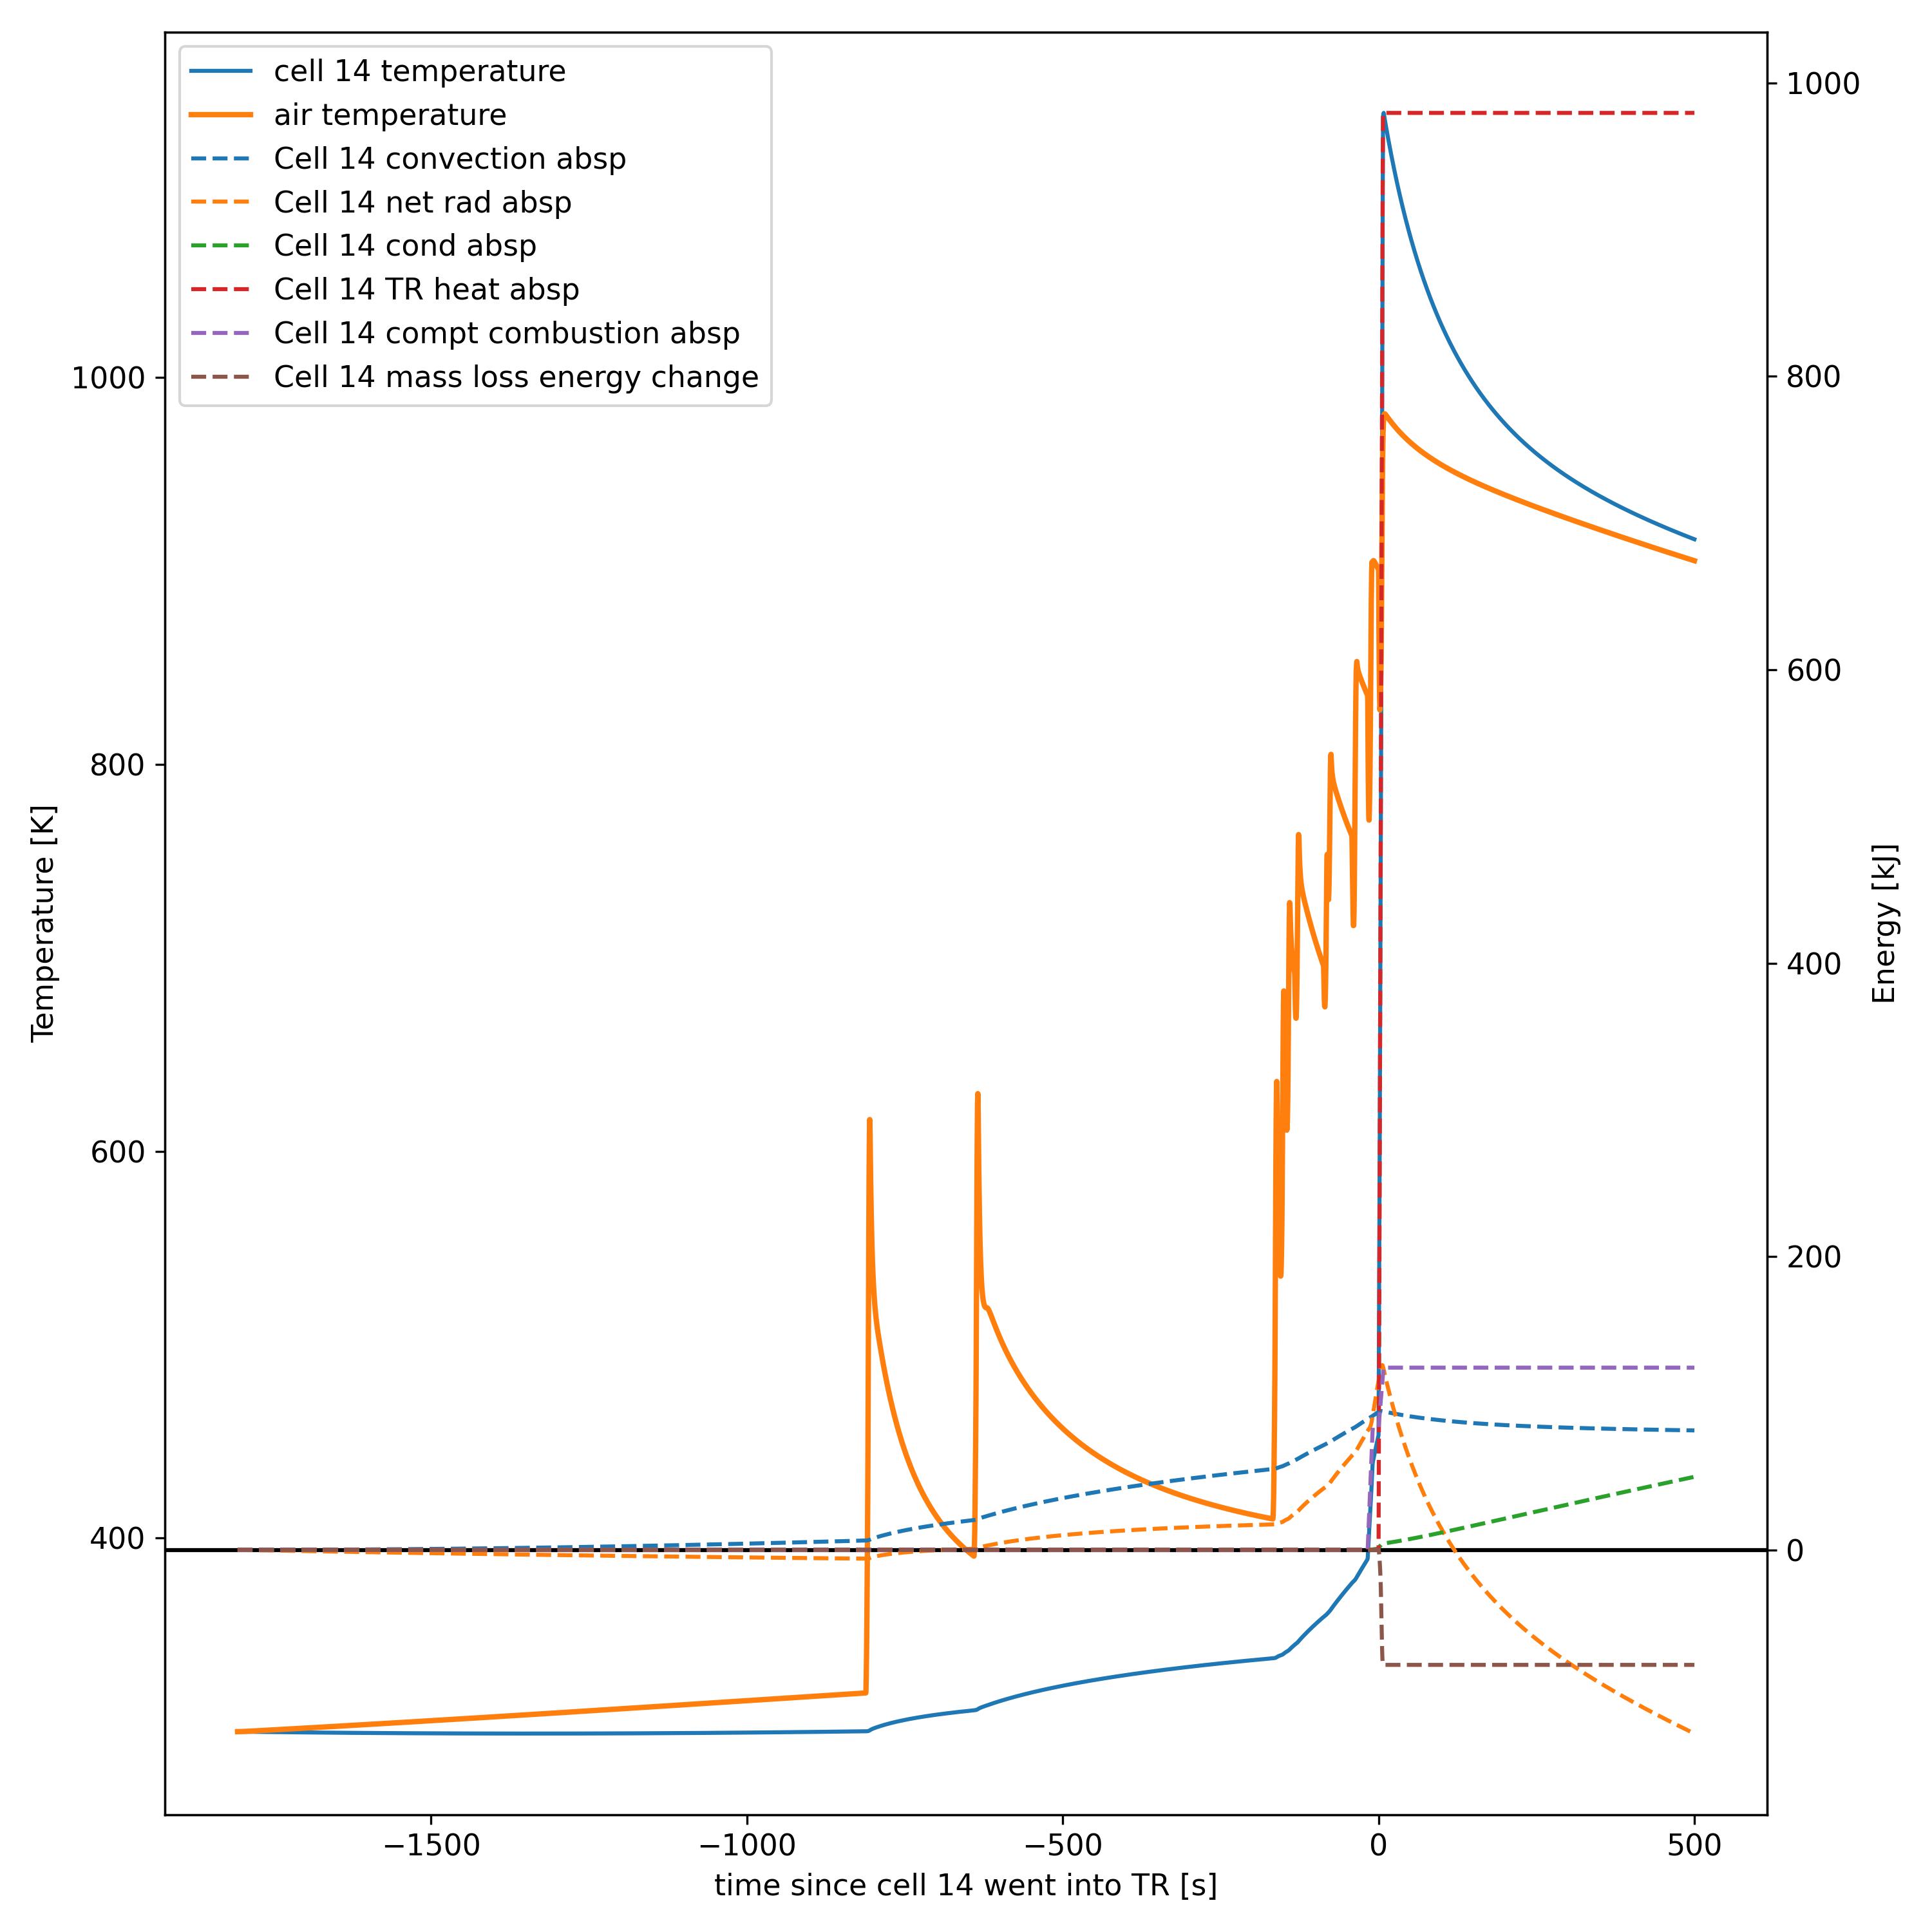 cell 14 temperature
air temperature
Cell 14 convection absp
Cell 14 net rad absp
Cell 14 cond absp
Cell 14 TR heat absp
Cell 14 compt combustion absp
Cell 14 mass loss energy change
Temperature [K]
1000
800
600
400
1000
800
600
400
200
0
Energy [kJ]
−1500
−1000
−500
0
500
time since cell 14 went into TR [s]